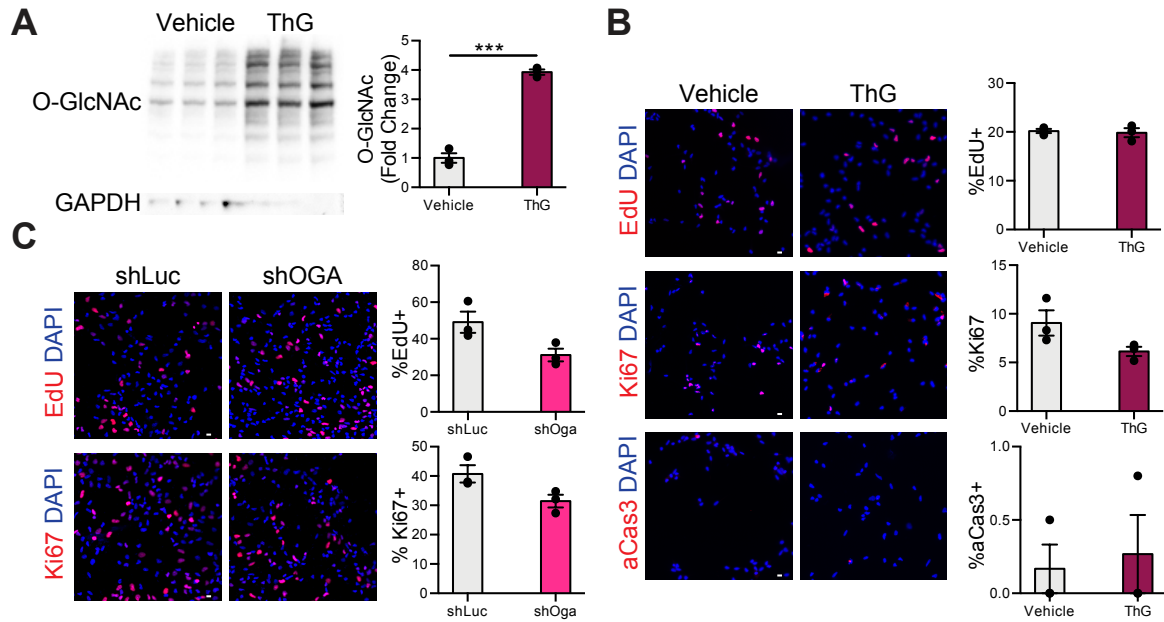 A
Vehicle ThG
O-GlcNAc
GAPDH
O-GlcNAc
(Fold Change)
5
4
3
2
1
0
***
Vehicle ThG
B
Vehicle ThG
EdU DAPI
%EdU+
30
20
10
0
Vehicle ThG
Ki67 DAPI
%Ki67
15
10
5
0
Vehicle ThG
aCas3 DAPI
%aCas3+
1.0
0.5
0.0
Vehicle ThG
C
shLuc shOGA
EdU DAPI
%EdU+
80
60
40
20
0
shLuc shOga
Ki67 DAPI
% Ki67+
50
40
30
20
10
0
shLuc shOga